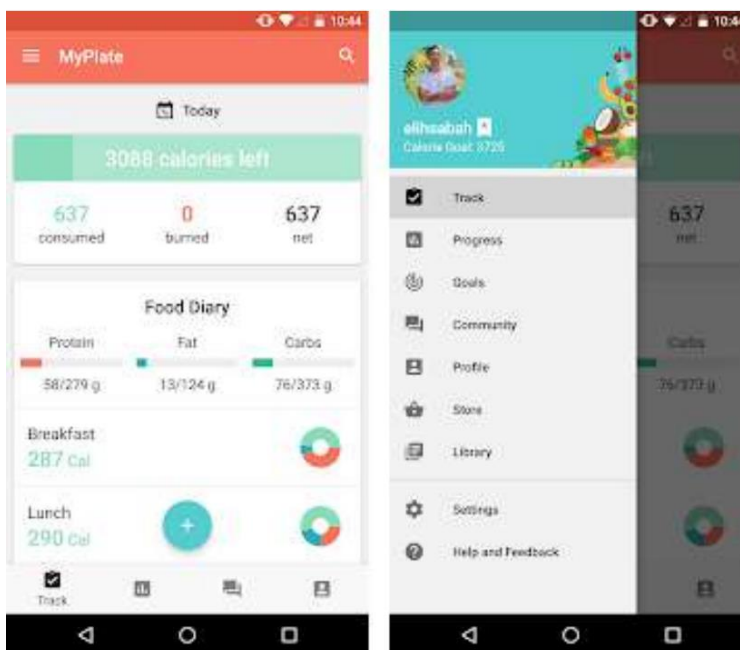 10:44
MyPlate
Today
3088 calories left
637 0 637
consumed burned net
Food Diary
Protein Fat Carbs
58/279 g 13/124 g 76/373 g
Breakfast
287 Cal
Lunch
290 Cal
Track
10:44
elihsabah
Calorie Goal: 3725
Track
637
net
Progress
Goals
Community
Carbs
Profile
76/373 g
Store
Library
Settings
Help and Feedback